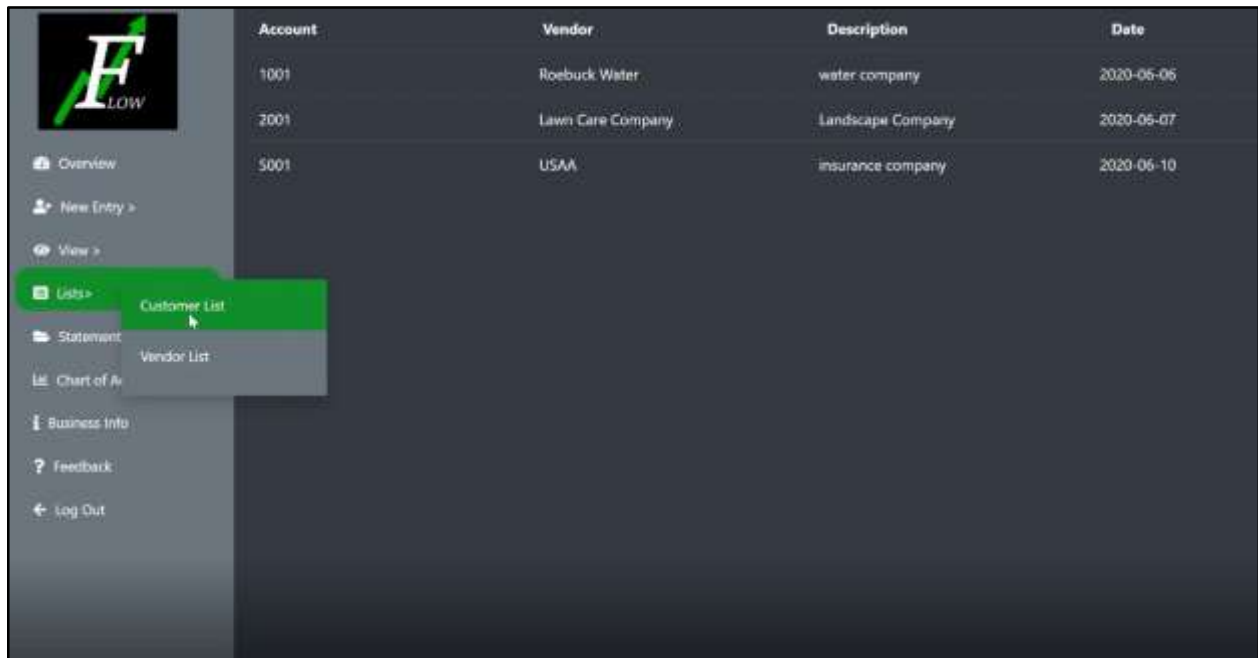 F
LOW
Overview
New Entry >
View >
Lists>
Customer List
Vendor List
Statement
Chart of A
Business Info
? Feedback
Log Out
Account Vendor Description Date
1001 Roebuck Water water company 2020-06-06
2001 Lawn Care Company Landscape Company 2020-06-07
5001 USAA insurance company 2020-06-10